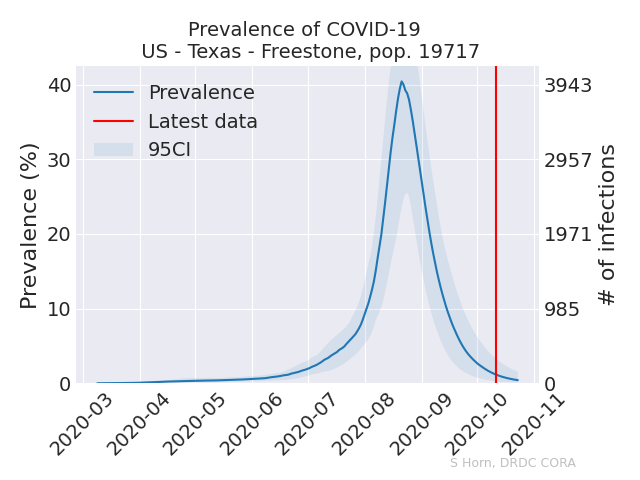 Prevalence of COVID-19
US - Texas - Freestone, pop. 19717
Prevalence (%)
40
30
20
10
0
Prevalence
Latest data
95CI
3943
2957
1971
985
0
# of infections
2020-03
2020-04
2020-05
2020-06
2020-07
2020-08
2020-09
2020-10
2020-11
S Horn, DRDC CORA